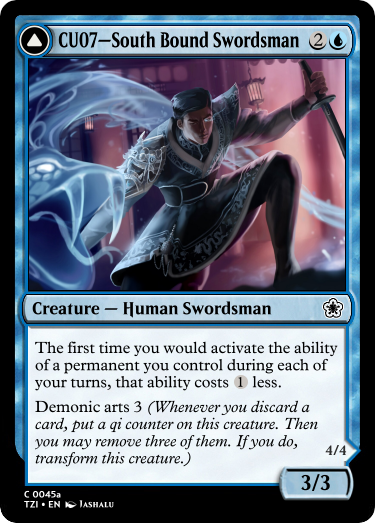 CU07—South Bound Swordsman 2
Creature — Human Swordsman
The first time you would activate the ability
of a permanent you control during each of
your turns, that ability costs 1 less.
Demonic arts 3 (Whenever you discard a
card, put a qi counter on this creature. Then
you may remove three of them. If you do,
transform this creature.)
4/4
3/3
C 0045a
TZI • EN Jashalu